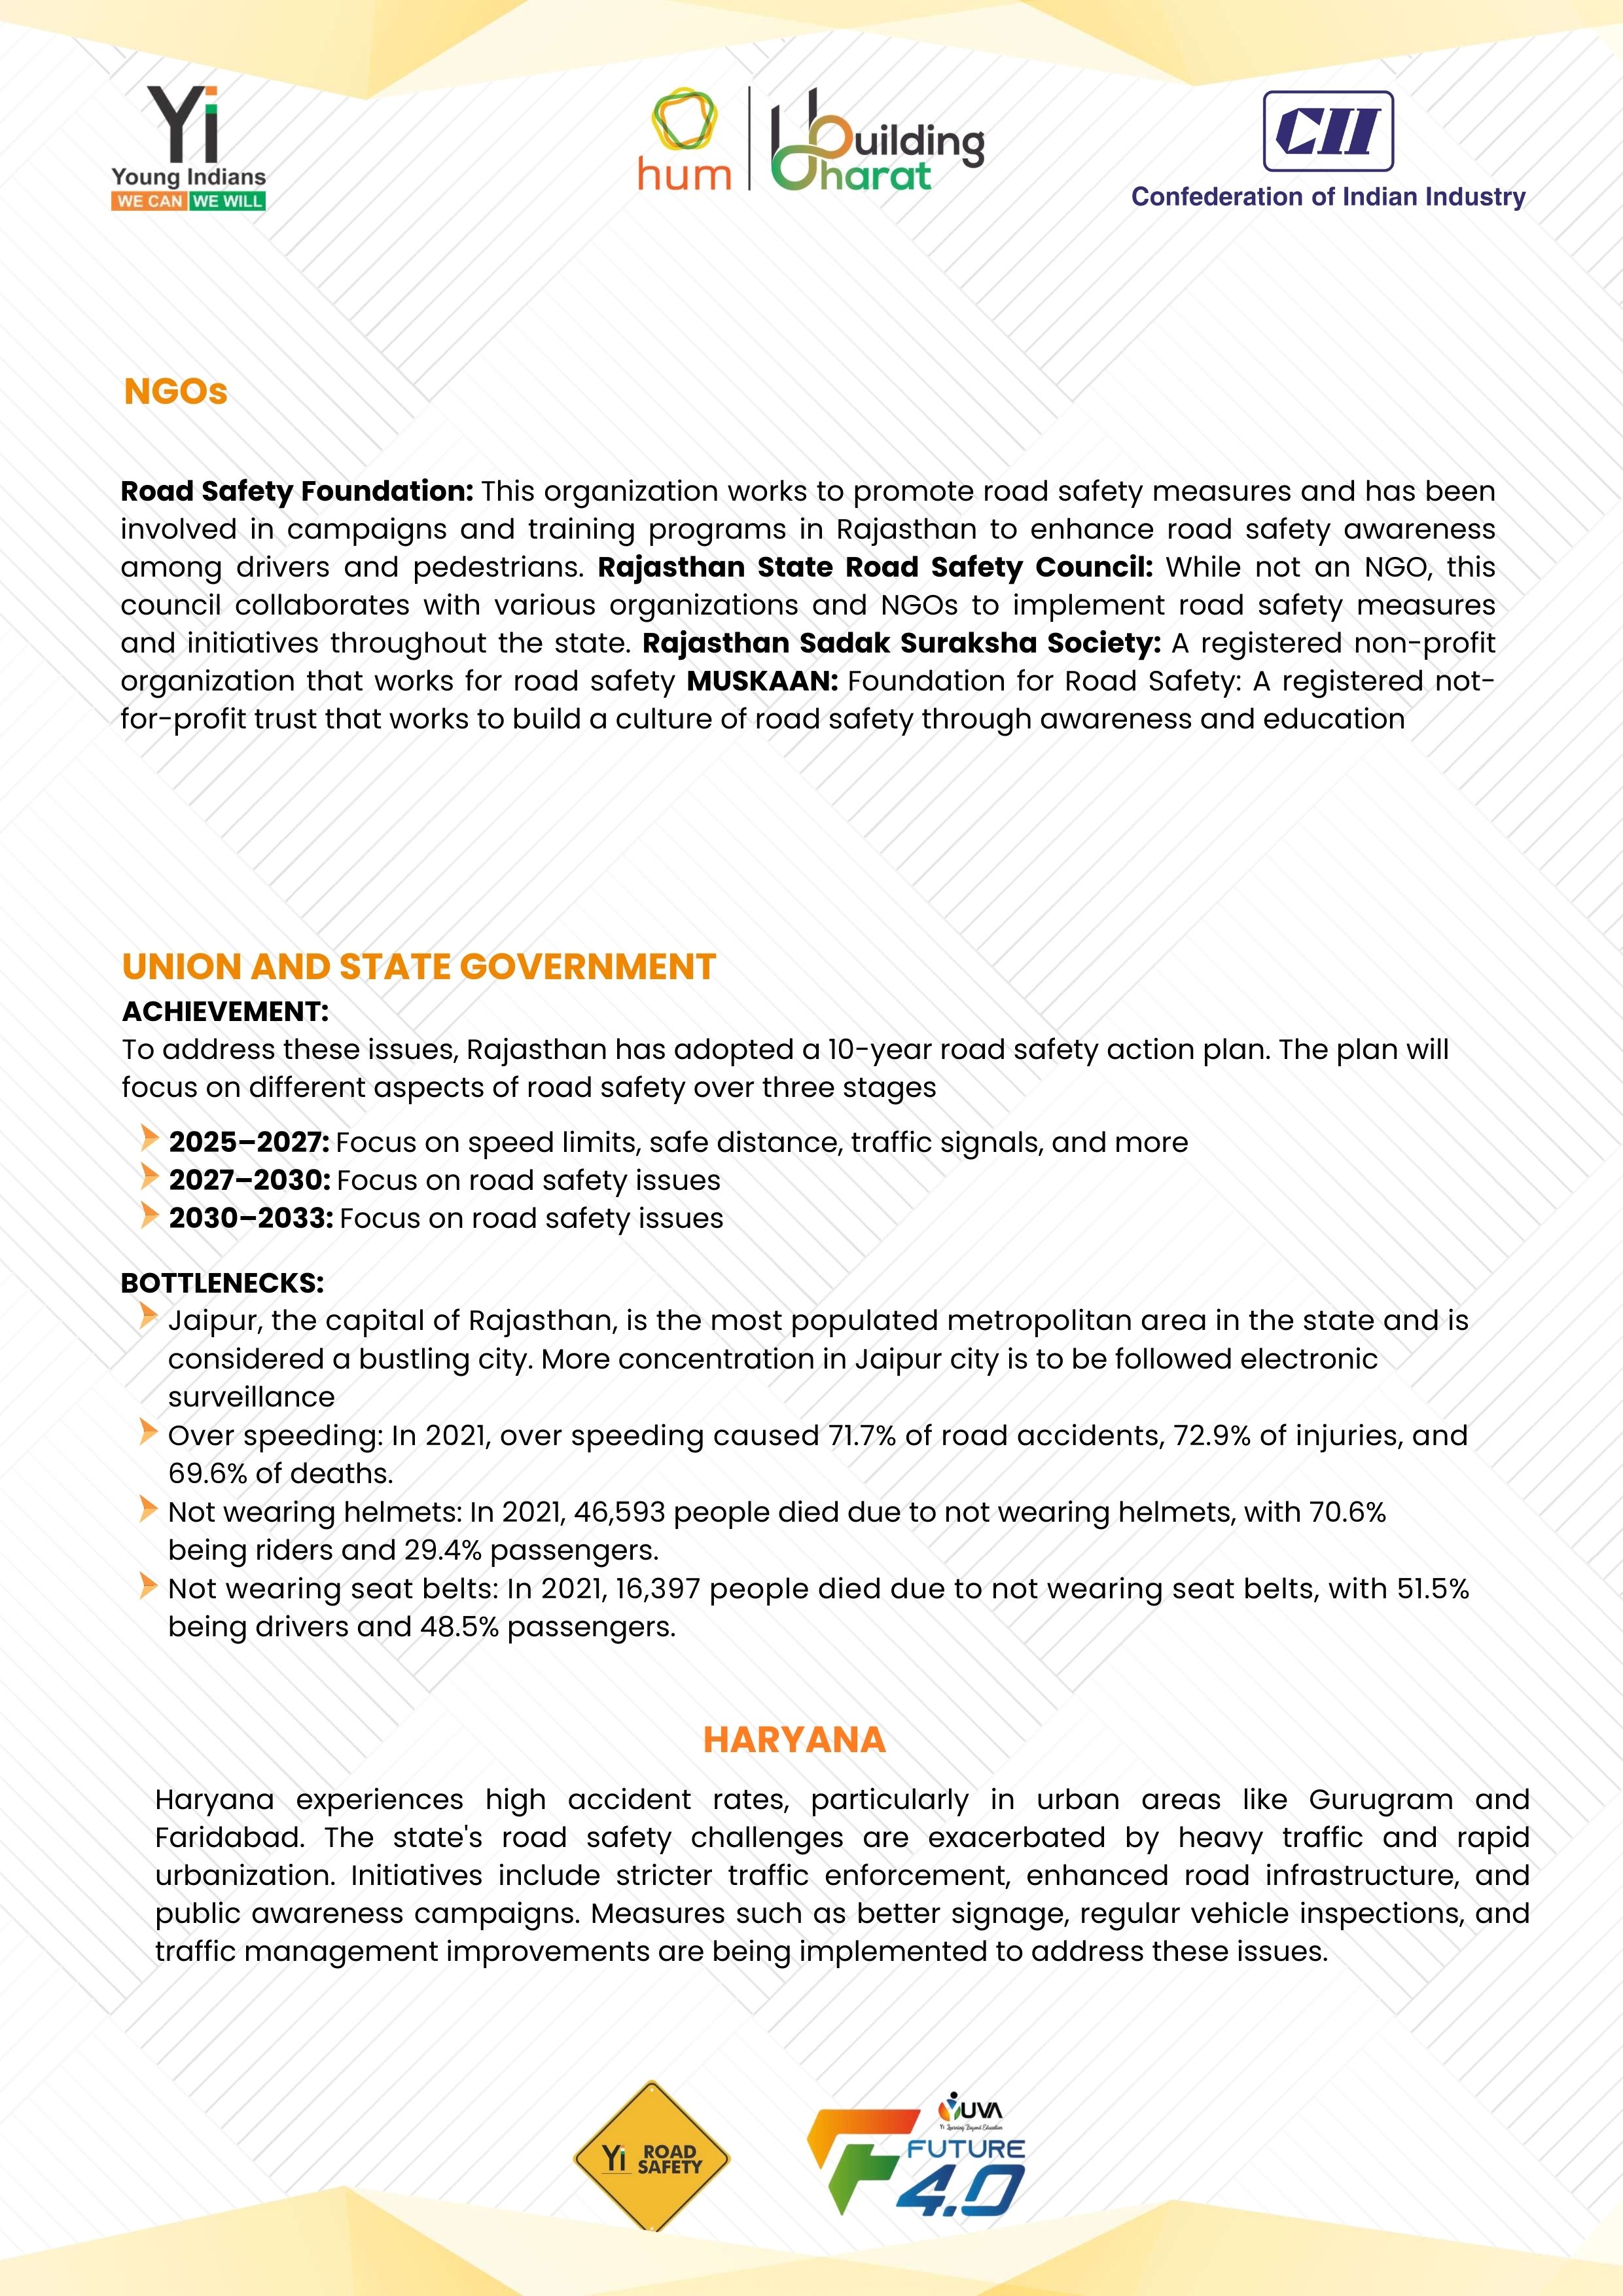 Yi
Young Indians
WE CAN WE WILL
hum
Building
Bharat
CII
Confederation of Indian Industry
NGOs
Road Safety Foundation: This organization works to promote road safety measures and has been
involved in campaigns and training programs in Rajasthan to enhance road safety awareness
among drivers and pedestrians. Rajasthan State Road Safety Council: While not an NGO, this
council collaborates with various organizations and NGOs to implement road safety measures
and initiatives throughout the state. Rajasthan Sadak Suraksha Society: A registered non-profit
organization that works for road safety MUSKAAN: Foundation for Road Safety: A registered not-
for-profit trust that works to build a culture of road safety through awareness and education
UNION AND STATE GOVERNMENT
ACHIEVEMENT:
To address these issues, Rajasthan has adopted a 10-year road safety action plan. The plan will
focus on different aspects of road safety over three stages
2025–2027: Focus on speed limits, safe distance, traffic signals, and more
2027–2030: Focus on road safety issues
2030–2033: Focus on road safety issues
BOTTLENECKS:
Jaipur, the capital of Rajasthan, is the most populated metropolitan area in the state and is
considered a bustling city. More concentration in Jaipur city is to be followed electronic
surveillance
Over speeding: In 2021, over speeding caused 71.7% of road accidents, 72.9% of injuries, and
69.6% of deaths.
Not wearing helmets: In 2021, 46,593 people died due to not wearing helmets, with 70.6%
being riders and 29.4% passengers.
Not wearing seat belts: In 2021, 16,397 people died due to not wearing seat belts, with 51.5%
being drivers and 48.5% passengers.
HARYANA
Haryana experiences high accident rates, particularly in urban areas like Gurugram and
Faridabad. The state's road safety challenges are exacerbated by heavy traffic and rapid
urbanization. Initiatives include stricter traffic enforcement, enhanced road infrastructure, and
public awareness campaigns. Measures such as better signage, regular vehicle inspections, and
traffic management improvements are being implemented to address these issues.
Yi ROAD
SAFETY
YUVA
Yi Learning Beyond Education
FUTURE
4.0